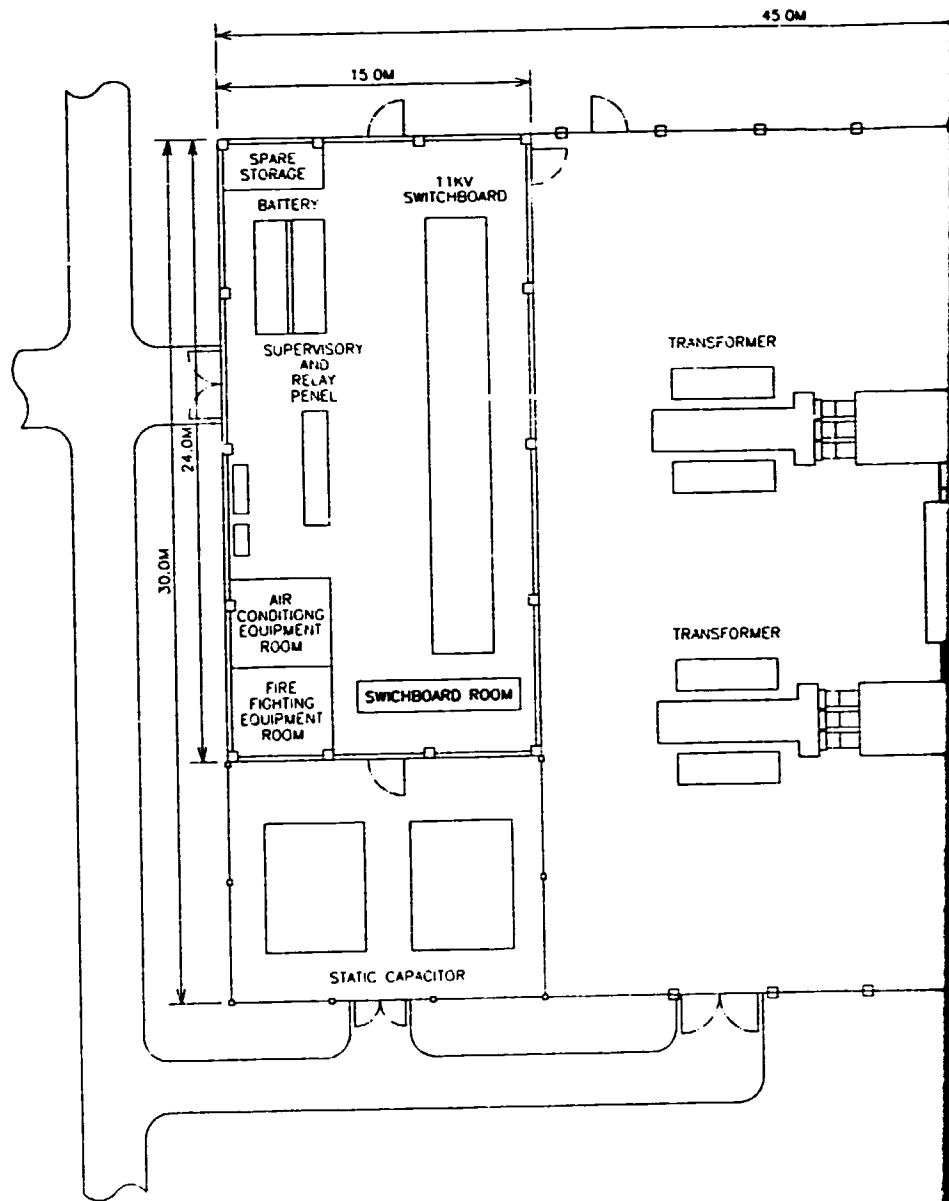 45.0M
15.0M
SPARE
STORAGE
11KV
SWITCHBOARD
BATTERY
SUPERVISORY
AND
RELAY
PENEL
TRANSFORMER
24.0M
30.0M
AIR
CONDITIONG
EQUIPMENT
ROOM
TRANSFORMER
FIRE
FIGHTING
EQUIPMENT
ROOM
SWICHBOARD ROOM
STATIC CAPACITOR